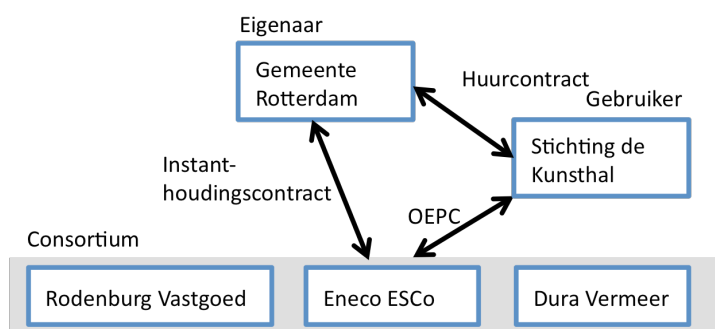 Eigenaar
Gemeente
Rotterdam
Huurcontract
Gebruiker
Stichting de
Kunsthal
Instant-
houdingscontract
OEPC
Consortium
Rodenburg Vastgoed
Eneco ESCo
Dura Vermeer